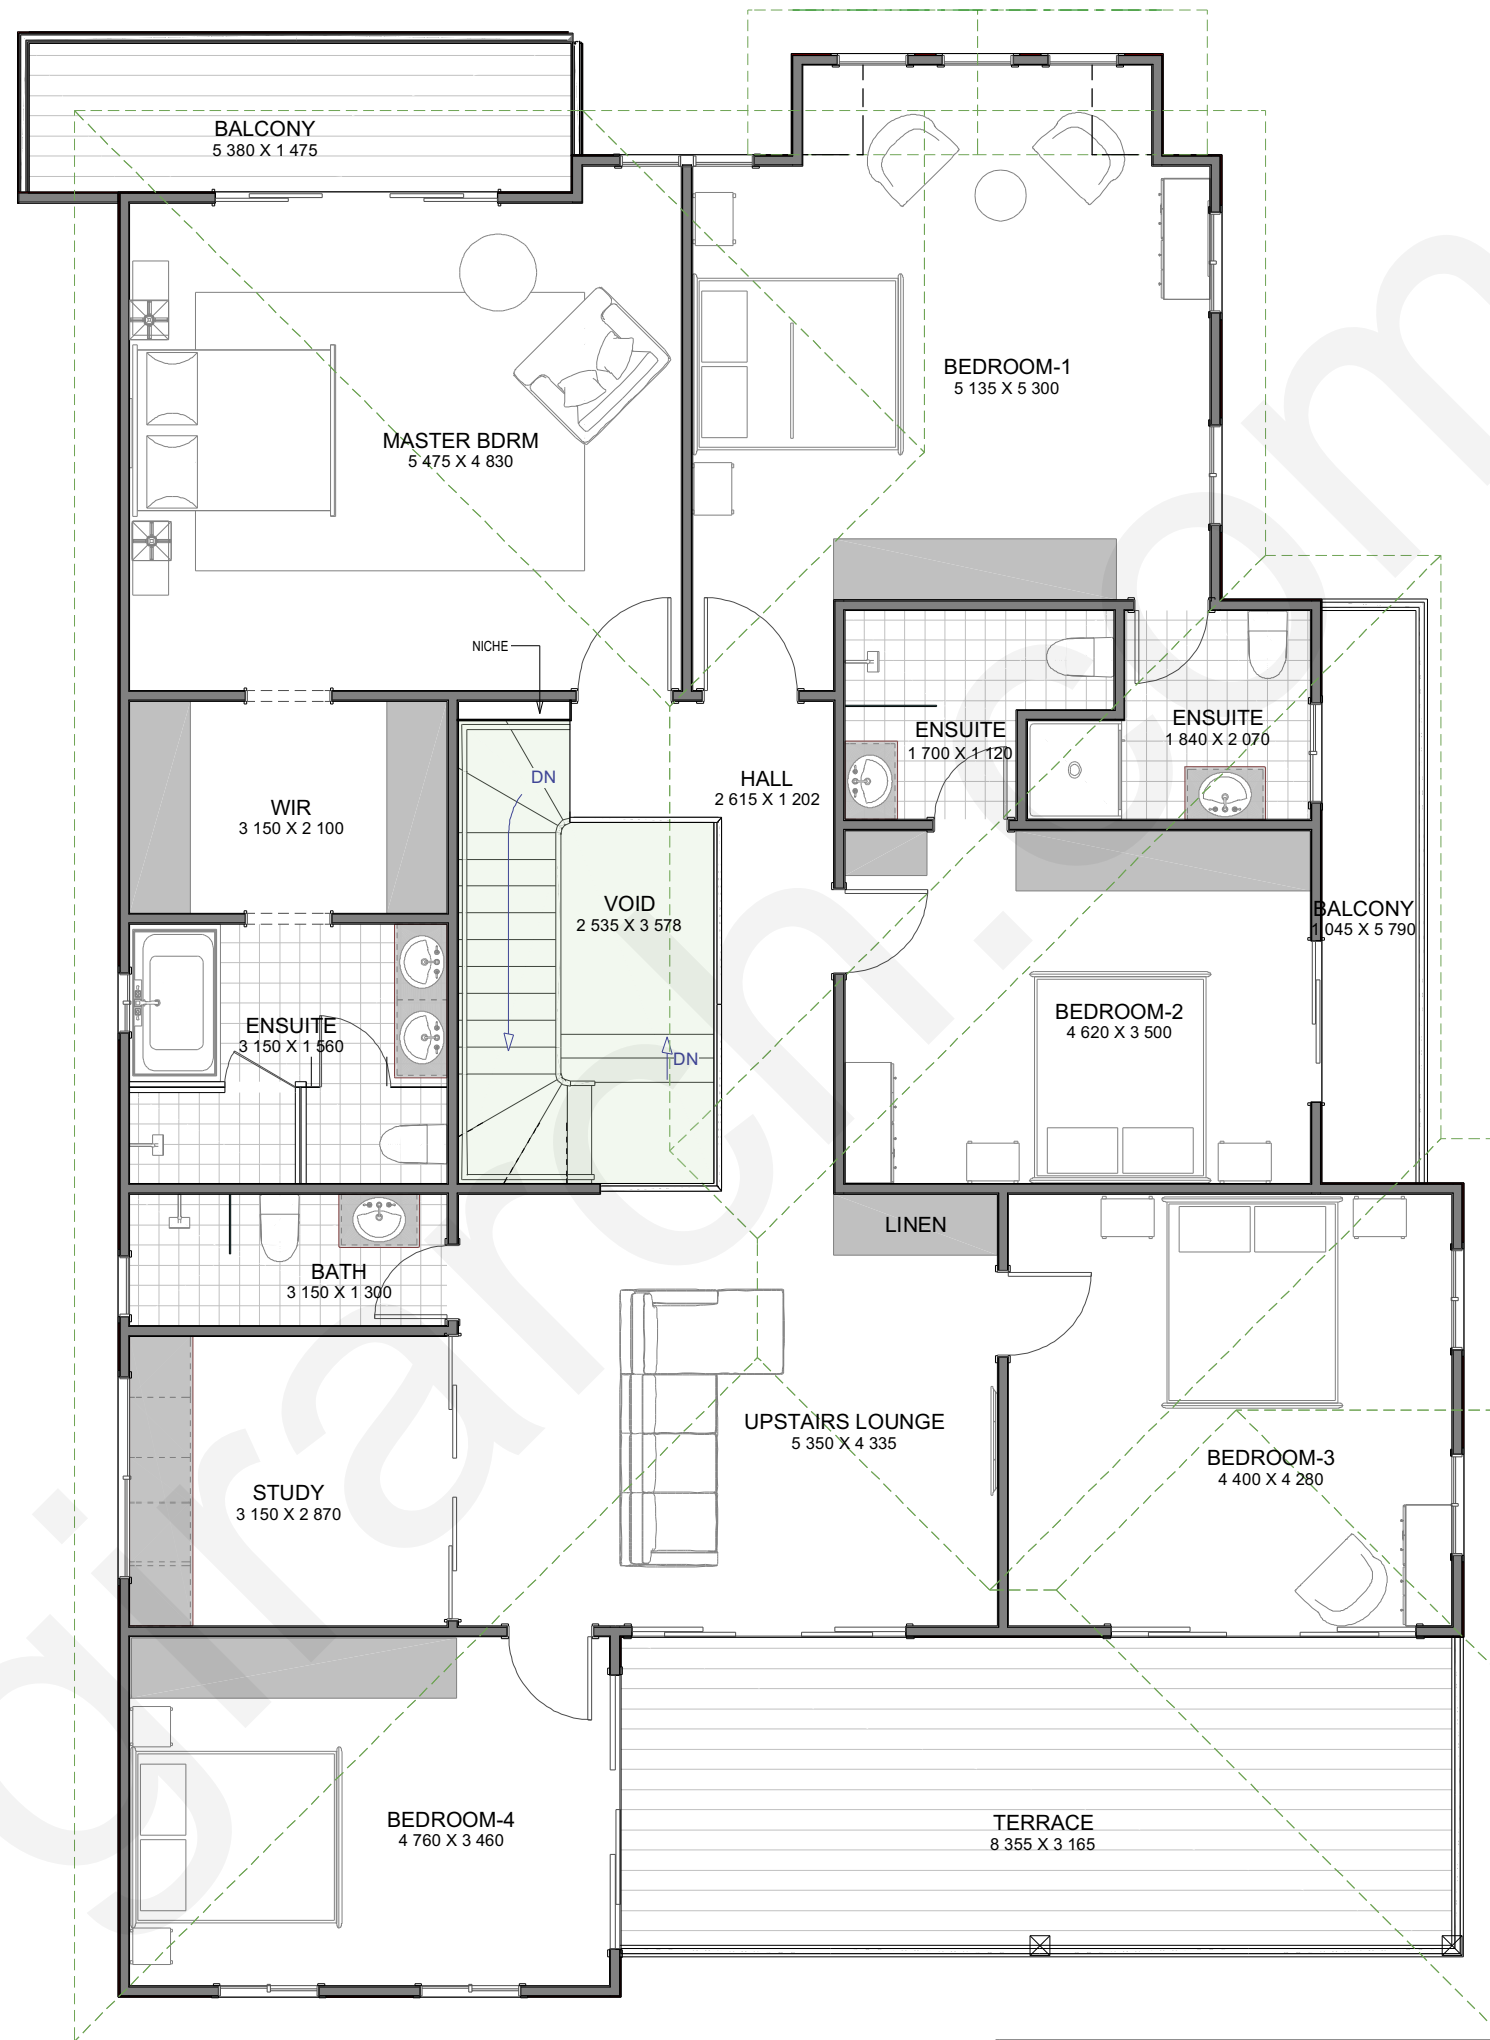 BALCONY
5 380 X 1 475
BEDROOM-1
5 135 X 5 300
MASTER BDRM
5 475 X 4 830
NICHE
ENSUITE
1 700 X 1 120
ENSUITE
1 840 X 2 070
DN
HALL
2 615 X 1 202
WIR
3 150 X 2 100
VOID
2 535 X 3 578
BALCONY
1 045 X 5 790
BEDROOM-2
4 620 X 3 500
ENSUITE
3 150 X 1 560
DN
LINEN
BATH
3 150 X 1 300
UPSTAIRS LOUNGE
5 350 X 4 335
BEDROOM-3
4 400 X 4 280
STUDY
3 150 X 2 870
BEDROOM-4
4 760 X 3 460
TERRACE
8 355 X 3 165
girarch.com